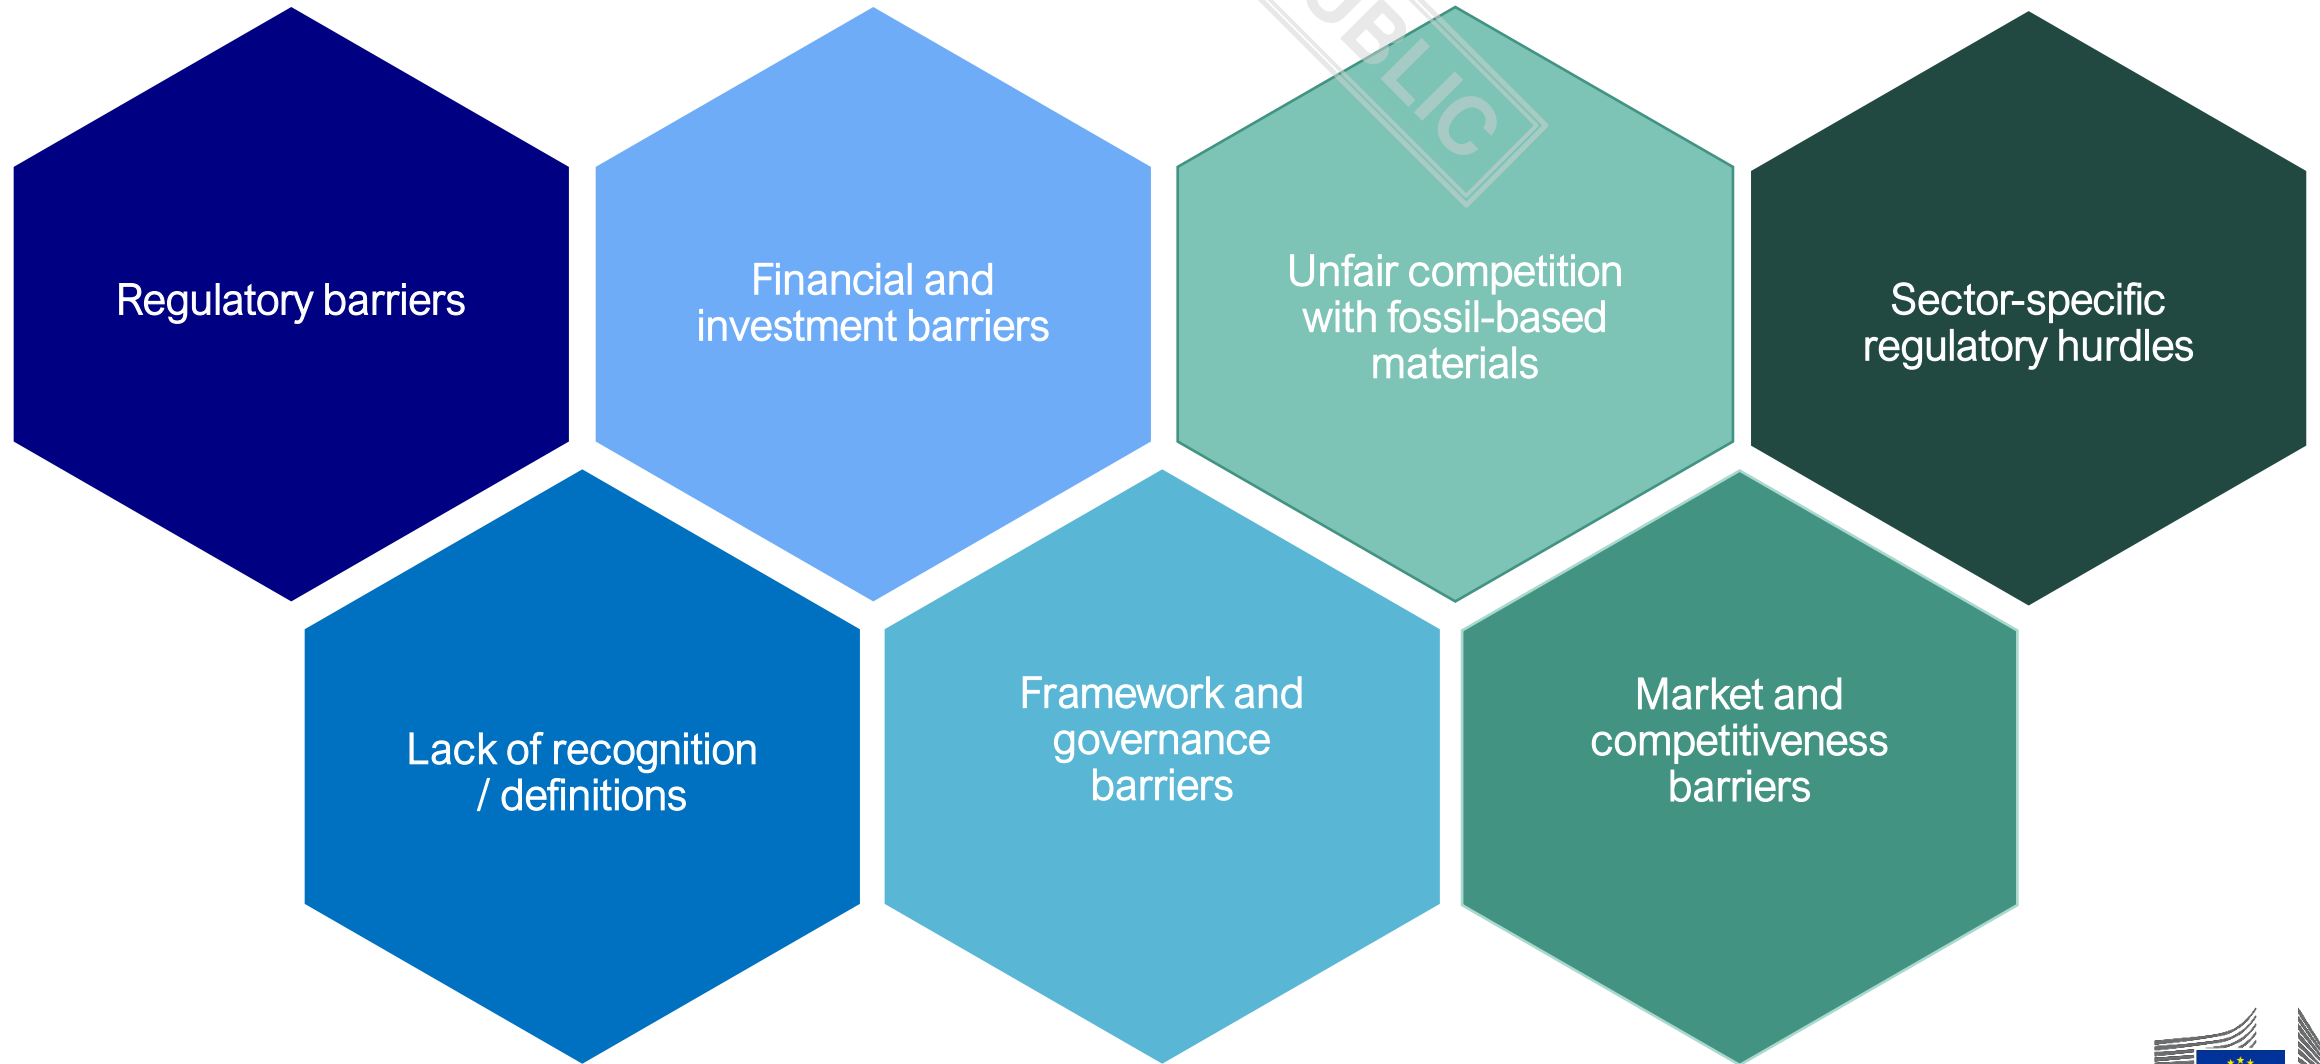 Regulatory barriers
Financial and
investment barriers
Unfair competition
with fossil-based
materials
Sector-specific
regulatory hurdles
Lack of recognition
/ definitions
Framework and
governance
barriers
Market and
competitiveness
barriers